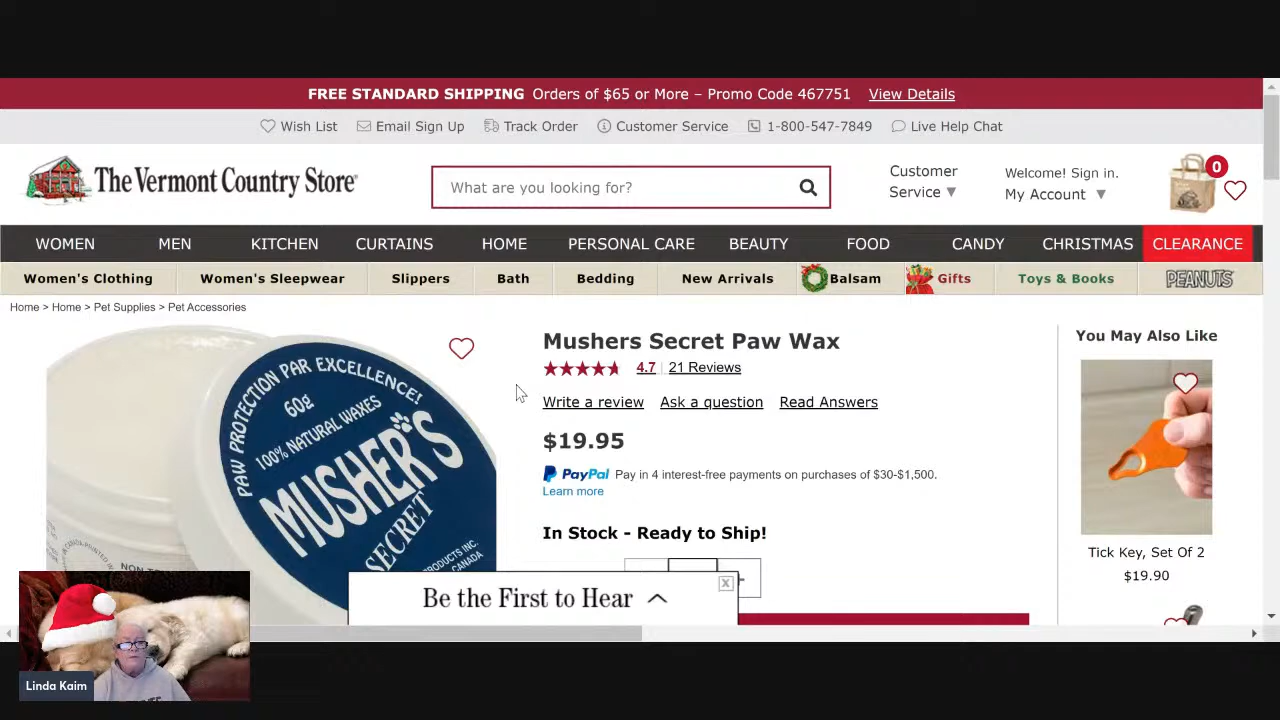 FREE STANDARD SHIPPING Orders of $65 or More – Promo Code 467751 View Details
Wish List Email Sign Up Track Order Customer Service 1-800-547-7849 Live Help Chat
The Vermont Country Store
What are you looking for?
Customer Service ▼
Welcome! Sign in.
My Account ▼
0
WOMEN MEN KITCHEN CURTAINS HOME PERSONAL CARE BEAUTY FOOD CANDY CHRISTMAS CLEARANCE
Women's Clothing Women's Sleepwear Slippers Bath Bedding New Arrivals Balsam Gifts Toys & Books PEANUTS
Home > Home > Pet Supplies > Pet Accessories
PAW PROTECTION PAR EXCELLENCE!
60g
100% NATURAL WAXES
MUSHER'S
SECRET
CANADA
Mushers Secret Paw Wax
4.7 21 Reviews
Write a review Ask a question Read Answers
$19.95
PayPal Pay in 4 interest-free payments on purchases of $30-$1,500.
Learn more
In Stock - Ready to Ship!
+
Be the First to Hear
X
You May Also Like
Tick Key, Set Of 2
$19.90
Linda Kaim